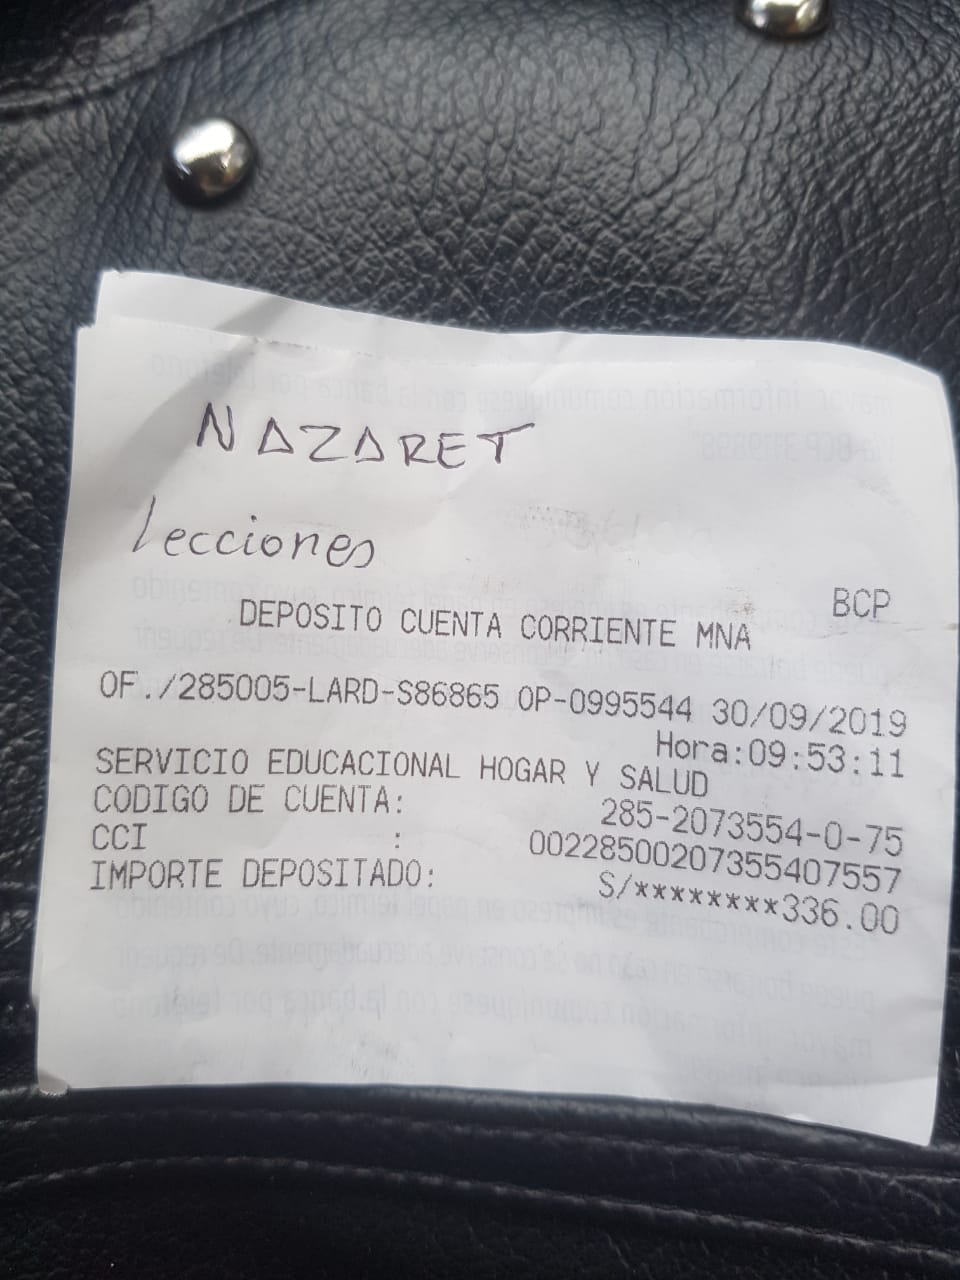 NAZARET
Lecciones
BCP
DEPOSITO CUENTA CORRIENTE MNA
OF./285005-LARD-S86865 OP-0995544 30/09/2019
Hora:09:53:11
SERVICIO EDUCACIONAL HOGAR Y SALUD
CODIGO DE CUENTA: 285-2073554-0-75
CCI : 00228500207355407557
IMPORTE DEPOSITADO: S/********336.00